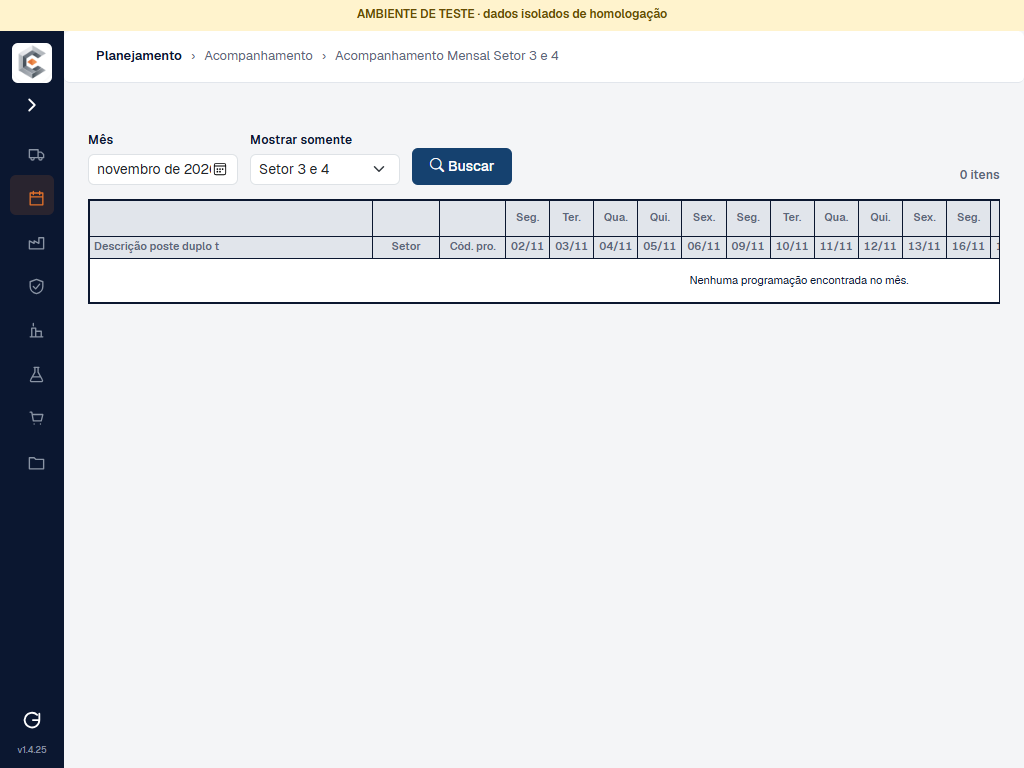 AMBIENTE DE TESTE · dados isolados de homologação
Planejamento › Acompanhamento › Acompanhamento Mensal Setor 3 e 4
Mês
Mostrar somente
novembro de 202
Setor 3 e 4
Buscar
0 itens
Seg. Ter. Qua. Qui. Sex. Seg. Ter. Qua. Qui. Sex. Seg.
Descrição poste duplo t Setor Cód. pro. 02/11 03/11 04/11 05/11 06/11 09/11 10/11 11/11 12/11 13/11 16/11
Nenhuma programação encontrada no mês.
v1.4.25